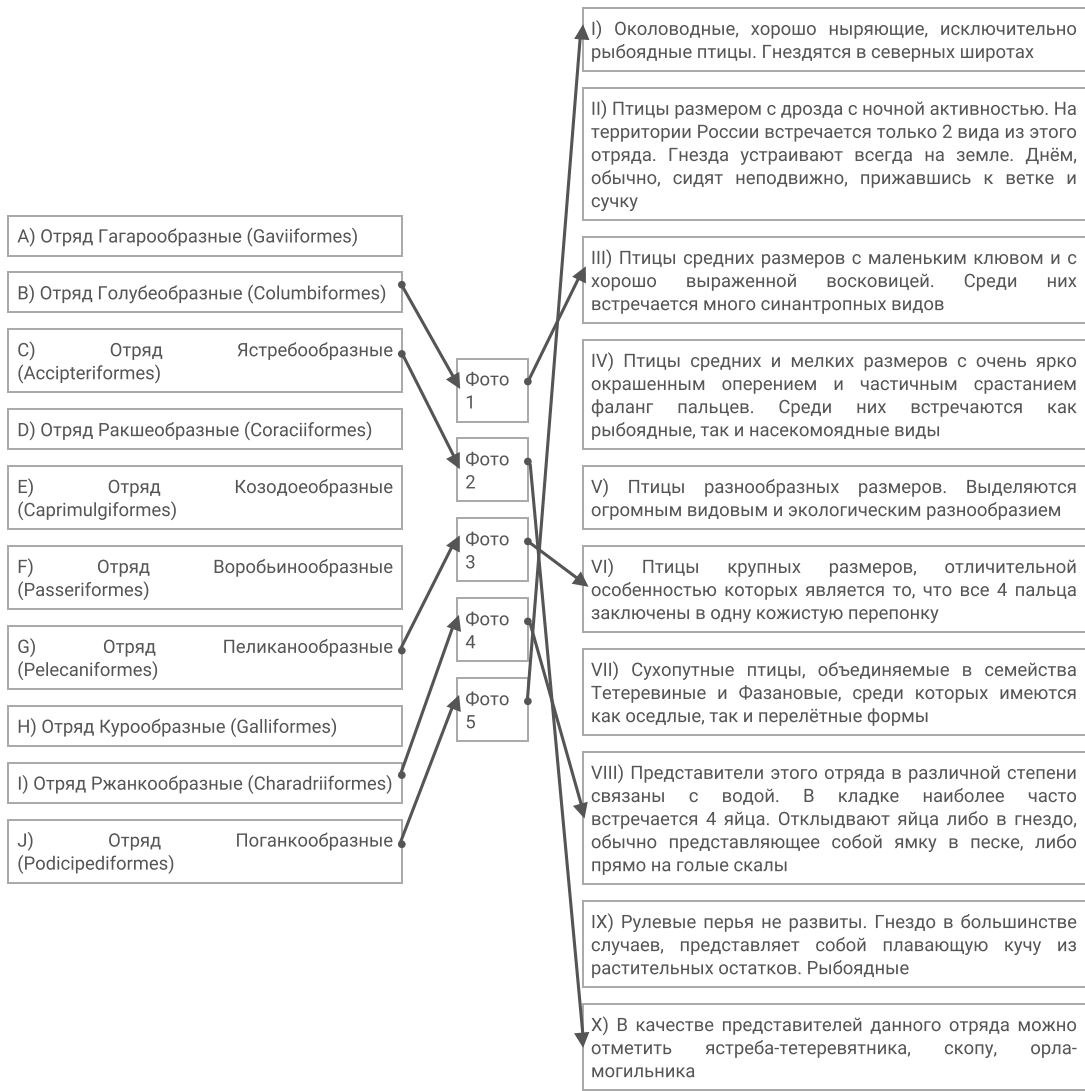 A) Отряд Гагарообразные (Gaviiformes)
B) Отряд Голубеобразные (Columbiformes)
C) Отряд Ястребообразные
(Accipteriformes)
D) Отряд Ракшеобразные (Coraciiformes)
E) Отряд Козодоеобразные
(Caprimulgiformes)
F) Отряд Воробьинообразные
(Passeriformes)
G) Отряд Пеликанообразные
(Pelecaniformes)
H) Отряд Курообразные (Galliformes)
I) Отряд Ржанкообразные (Charadriiformes)
J) Отряд Поганкообразные
(Podicipediformes)
Фото
1
Фото
2
Фото
3
Фото
4
Фото
5
I) Околоводные, хорошо ныряющие, исключительно
рыбоядные птицы. Гнездятся в северных широтах
II) Птицы размером с дрозда с ночной активностью. На
территории России встречается только 2 вида из этого
отряда. Гнезда устраивают всегда на земле. Днём,
обычно, сидят неподвижно, прижавшись к ветке и
сучку
III) Птицы средних размеров с маленьким клювом и с
хорошо выраженной восковицей. Среди них
встречается много синантропных видов
IV) Птицы средних и мелких размеров с очень ярко
окрашенным оперением и частичным срастанием
фаланг пальцев. Среди них встречаются как
рыбоядные, так и насекомоядные виды
V) Птицы разнообразных размеров. Выделяются
огромным видовым и экологическим разнообразием
VI) Птицы крупных размеров, отличительной
особенностью которых является то, что все 4 пальца
заключены в одну кожистую перепонку
VII) Сухопутные птицы, объединяемые в семейства
Тетеревиные и Фазановые, среди которых имеются
как оседлые, так и перелётные формы
VIII) Представители этого отряда в различной степени
связаны с водой. В кладке наиболее часто
встречается 4 яйца. Отклыдвают яйца либо в гнездо,
обычно представляющее собой ямку в песке, либо
прямо на голые скалы
IX) Рулевые перья не развиты. Гнездо в большинстве
случаев, представляет собой плавающую кучу из
растительных остатков. Рыбоядные
X) В качестве представителей данного отряда можно
отметить ястреба-тетеревятника, скопу, орла-
могильника